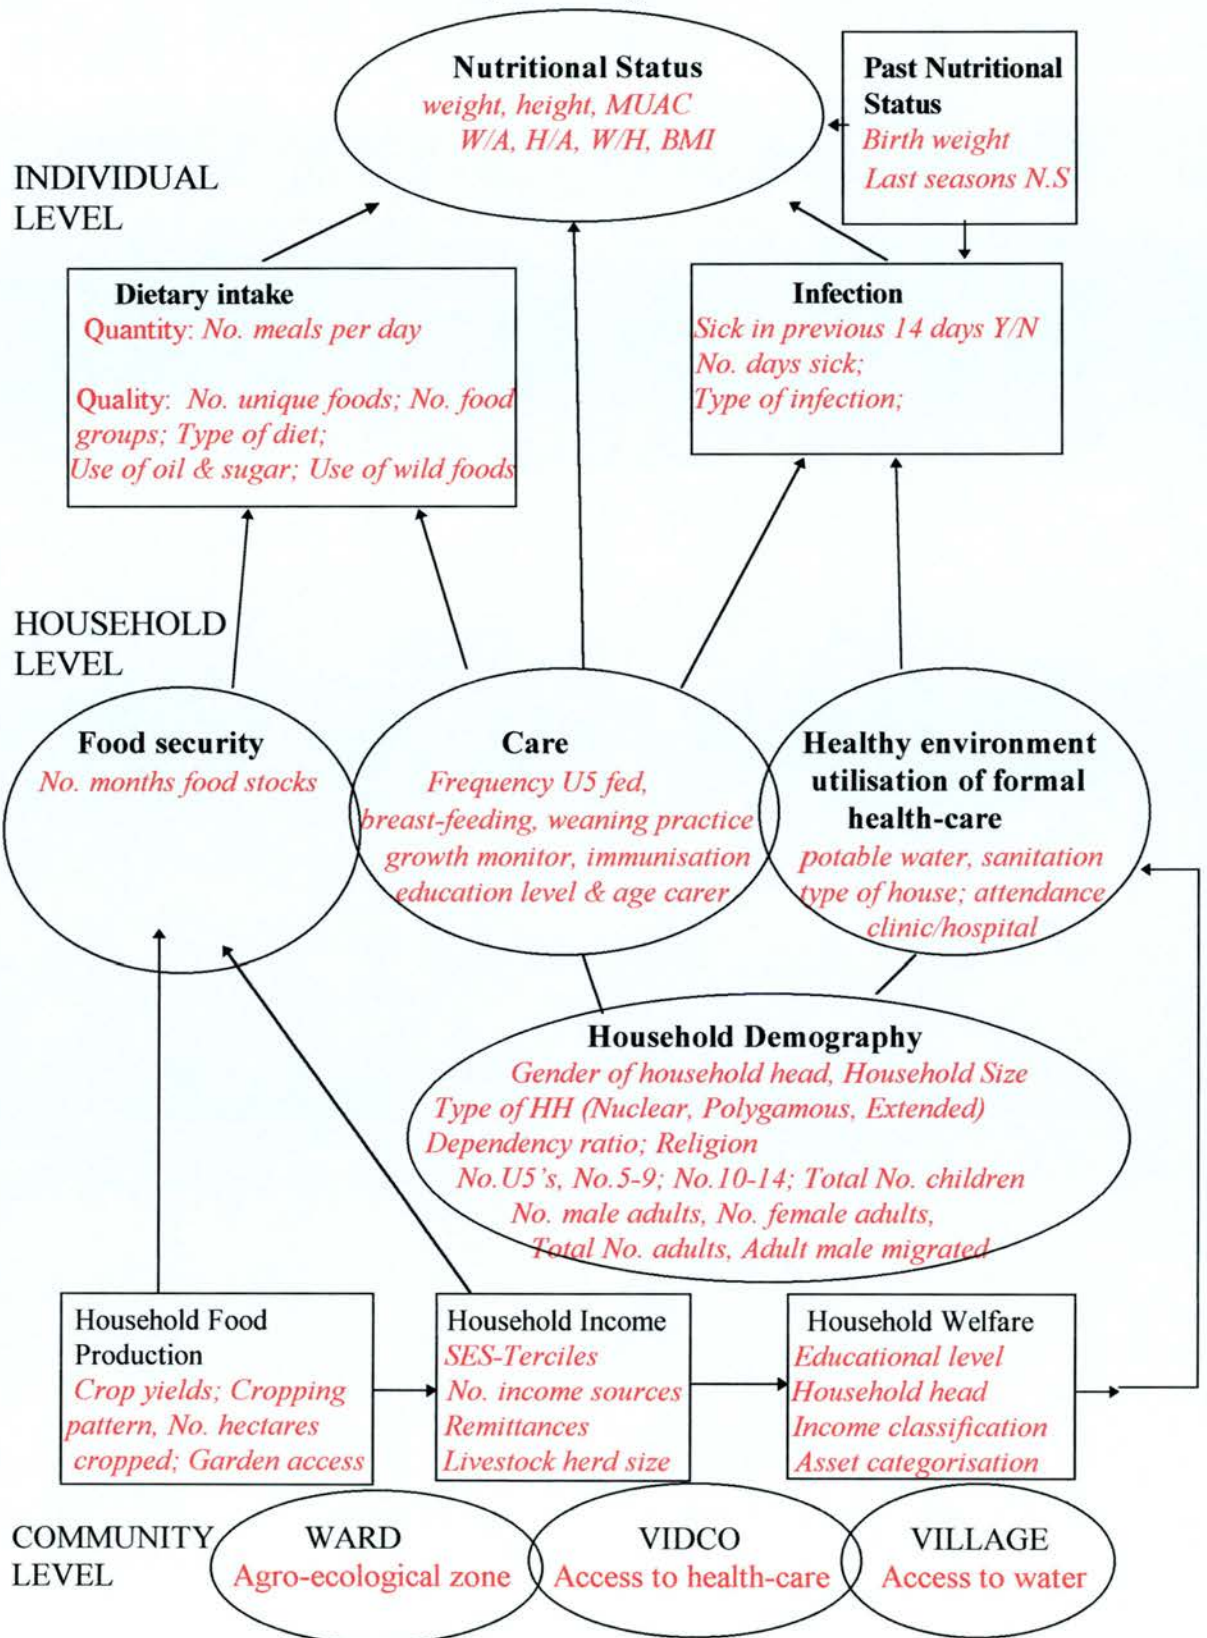 Nutritional Status
weight, height, MUAC
W/A, H/A, W/H, BMI
Past Nutritional
Status
Birth weight
Last seasons N.S
INDIVIDUAL
LEVEL
Dietary intake
Quantity: No. meals per day
Quality: No. unique foods; No. food
groups; Type of diet;
Use of oil & sugar; Use of wild foods
Infection
Sick in previous 14 days Y/N
No. days sick;
Type of infection;
HOUSEHOLD
LEVEL
Food security
No. months food stocks
Care
Frequency U5 fed,
breast-feeding, weaning practice
growth monitor, immunisation
education level & age carer
Healthy environment
utilisation of formal
health-care
potable water, sanitation
type of house; attendance
clinic/hospital
Household Demography
Gender of household head, Household Size
Type of HH (Nuclear, Polygamous, Extended)
Dependency ratio; Religion
No.U5's, No.5-9; No.10-14; Total No. children
No. male adults, No. female adults,
Total No. adults, Adult male migrated
Household Food
Production
Crop yields; Cropping
pattern, No. hectares
cropped; Garden access
Household Income
SES-Terciles
No. income sources
Remittances
Livestock herd size
Household Welfare
Educational level
Household head
Income classification
Asset categorisation
COMMUNITY
LEVEL
WARD
Agro-ecological zone
VIDCO
Access to health-care
VILLAGE
Access to water